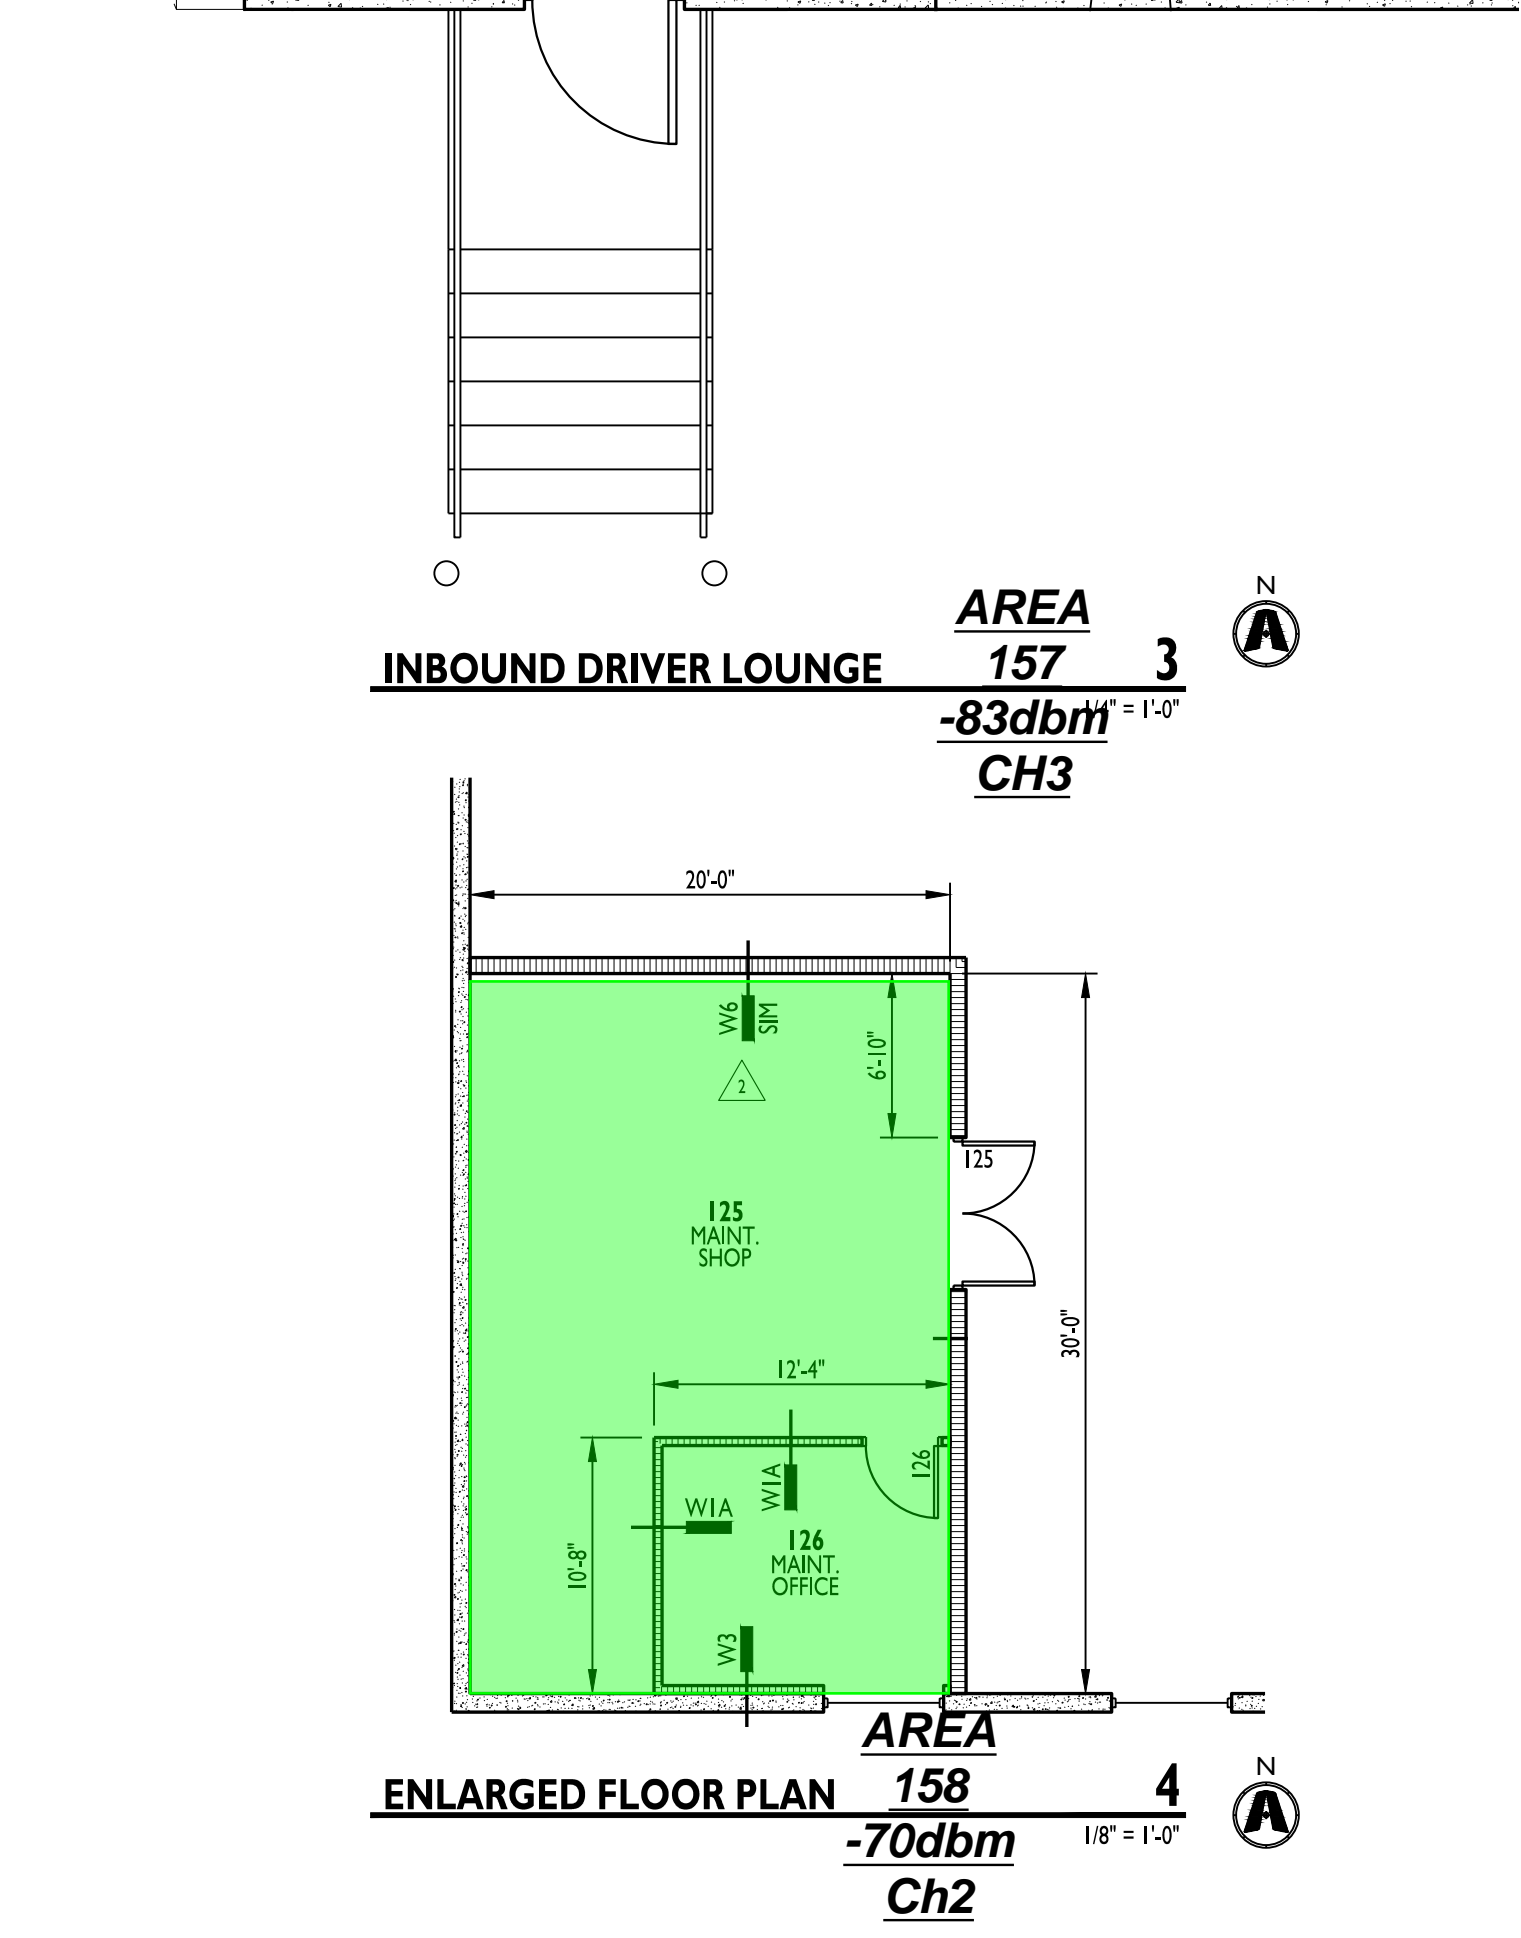 N
AREA
157
INBOUND DRIVER LOUNGE
3
-83dbm
1/4" = 1'-0"
CH3
20'-0"
W6
SIM
6'-10"
2
125
125
MAINT.
SHOP
30'-0"
12'-4"
126
W1A
W1A
126
MAINT.
OFFICE
10'-8"
W3
AREA
158
N
ENLARGED FLOOR PLAN
4
-70dbm
1/8" = 1'-0"
Ch2